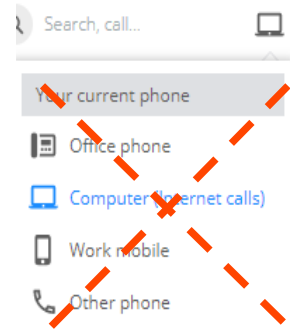 Search, call...
Your current phone
Office phone
Computer (Internet calls)
Work mobile
Other phone